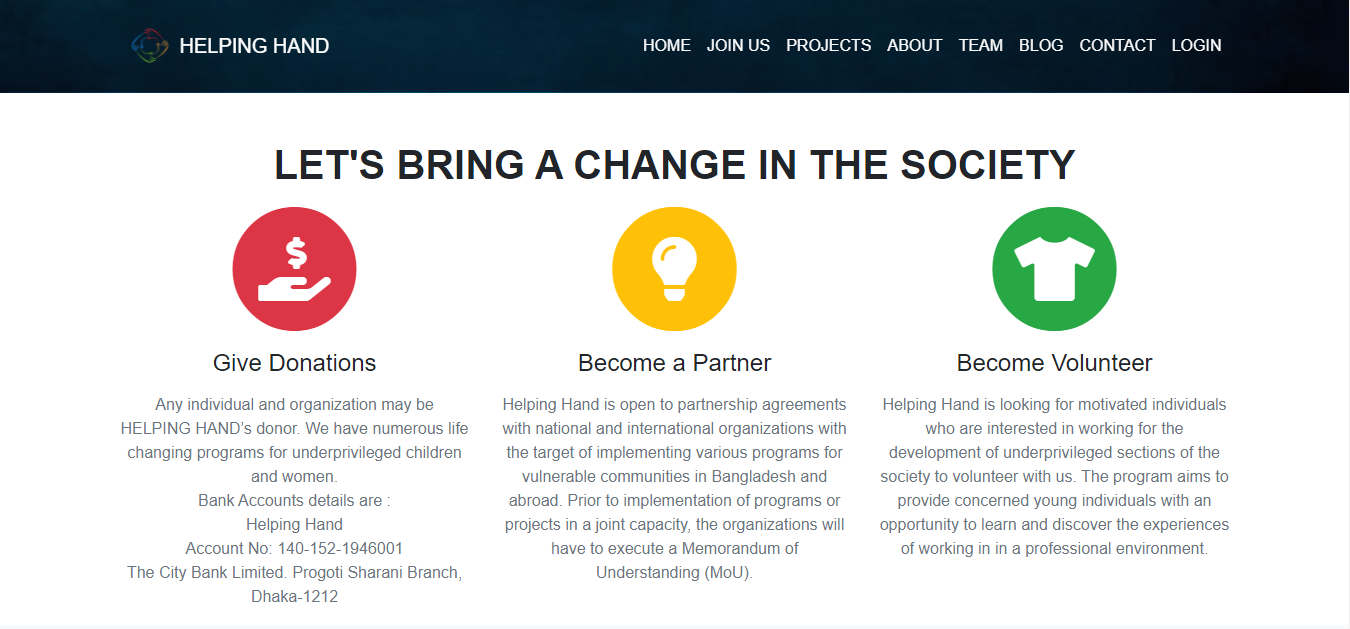 HELPING HAND
HOME JOIN US PROJECTS ABOUT TEAM BLOG CONTACT LOGIN
LET'S BRING A CHANGE IN THE SOCIETY
$
Give Donations
Any individual and organization may be
HELPING HAND’s donor. We have numerous life
changing programs for underprivileged children
and women.
Bank Accounts details are :
Helping Hand
Account No: 140-152-1946001
The City Bank Limited. Progoti Sharani Branch,
Dhaka-1212
Become a Partner
Helping Hand is open to partnership agreements
with national and international organizations with
the target of implementing various programs for
vulnerable communities in Bangladesh and
abroad. Prior to implementation of programs or
projects in a joint capacity, the organizations will
have to execute a Memorandum of
Understanding (MoU).
Become Volunteer
Helping Hand is looking for motivated individuals
who are interested in working for the
development of underprivileged sections of the
society to volunteer with us. The program aims to
provide concerned young individuals with an
opportunity to learn and discover the experiences
of working in in a professional environment.